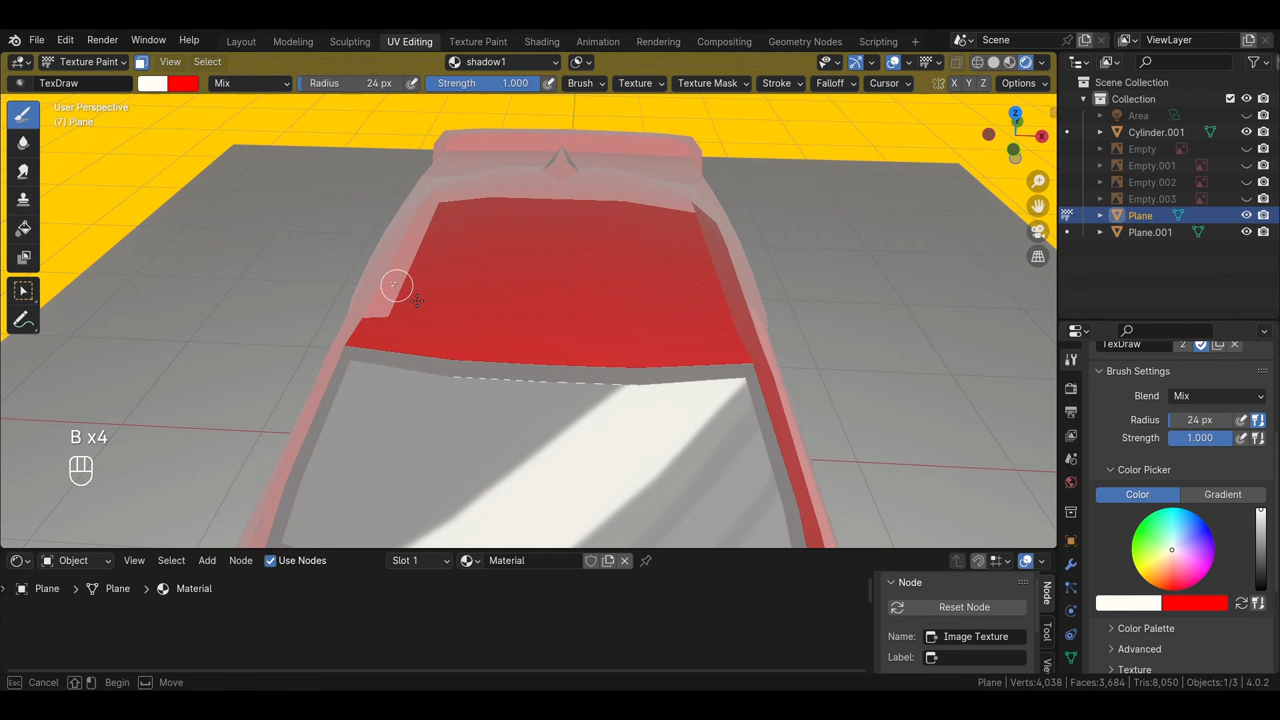 File Edit Render Window Help Layout Modeling Sculpting UV Editing Texture Paint Shading Animation Rendering Compositing Geometry Nodes Scripting + Scene ViewLayer
Texture Paint View Select shadow1
TexDraw Mix Radius 24 px Strength 1.000 Brush Texture Texture Mask Stroke Falloff Cursor X Y Z Options
User Perspective
(7) Plane
Z
Y
X
B x4
Scene Collection
Collection
Area
Cylinder.001
Empty
Empty.001
Empty.002
Empty.003
Plane
Plane.001
TexDraw 2
Brush Settings
Blend Mix
Radius 24 px
Strength 1.000
Color Picker
Color Gradient
Color Palette
Advanced
Texture
Object View Select Add Node Use Nodes Slot 1 Material
Plane > Plane > Material
Node
Reset Node
Name: Image Texture
Label:
Node
Tool
View
Esc Cancel Begin Move Plane | Verts:4,038 | Faces:3,684 | Tris:8,050 | Objects:1/3 | 4.0.2